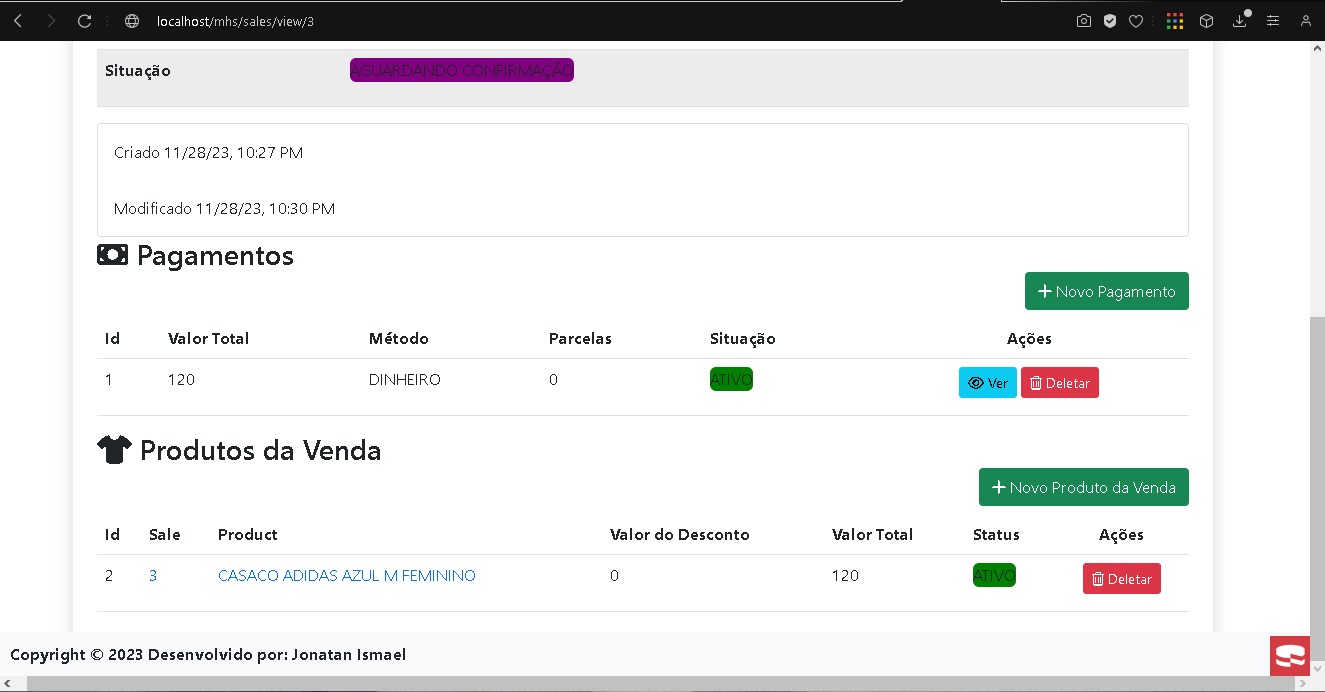 localhost/mhs/sales/view/3
Situação AGUARDANDO CONFIRMAÇÃO
Criado 11/28/23, 10:27 PM
Modificado 11/28/23, 10:30 PM
Pagamentos
Novo Pagamento
Id Valor Total Método Parcelas Situação Ações
1 120 DINHEIRO 0 ATIVO Ver Deletar
Produtos da Venda
Novo Produto da Venda
Id Sale Product Valor do Desconto Valor Total Status Ações
2 3 CASACO ADIDAS AZUL M FEMININO 0 120 ATIVO Deletar
Copyright © 2023 Desenvolvido por: Jonatan Ismael